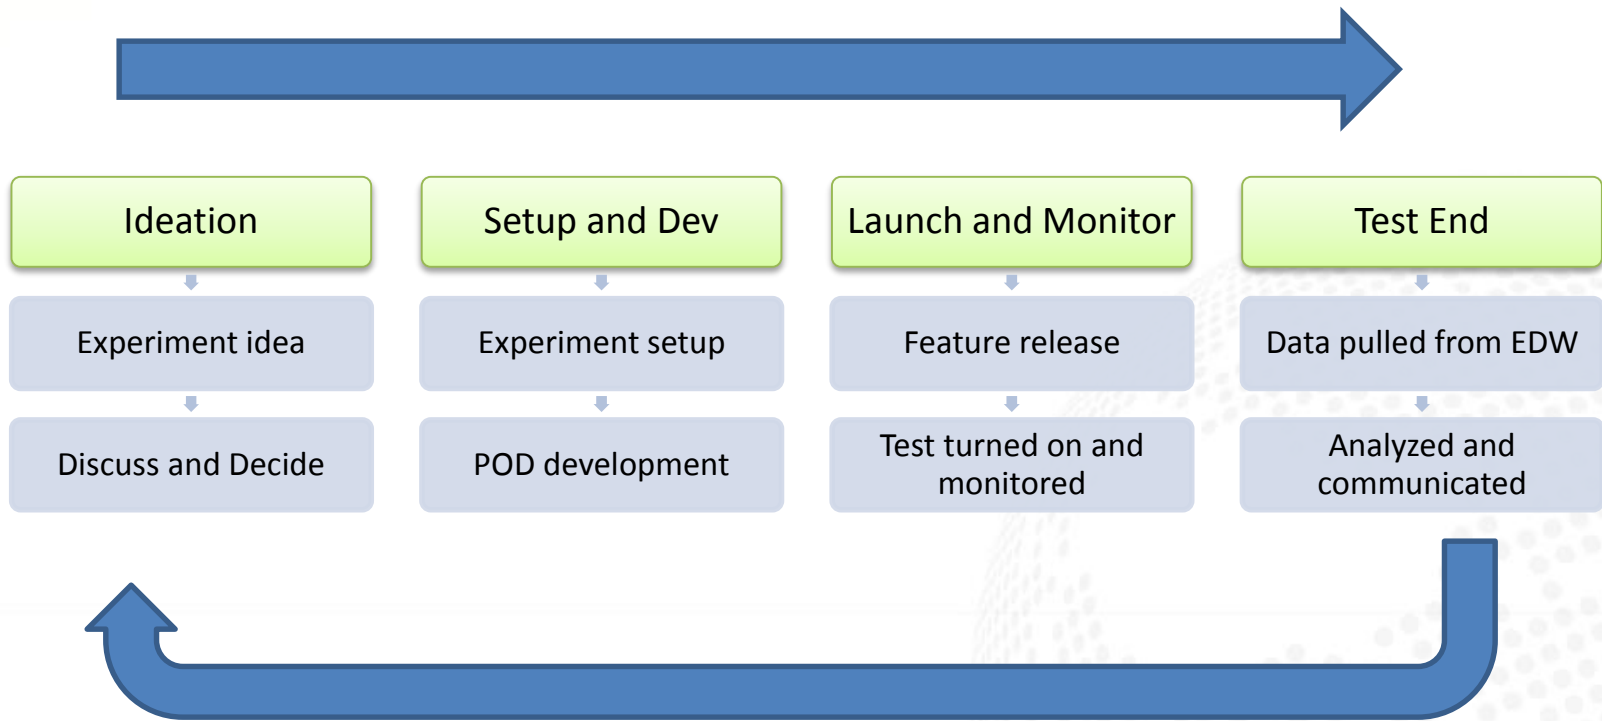 Ideation
Experiment idea
Discuss and Decide
Setup and Dev
Experiment setup
POD development
Launch and Monitor
Feature release
Test turned on and
monitored
Test End
Data pulled from EDW
Analyzed and
communicated